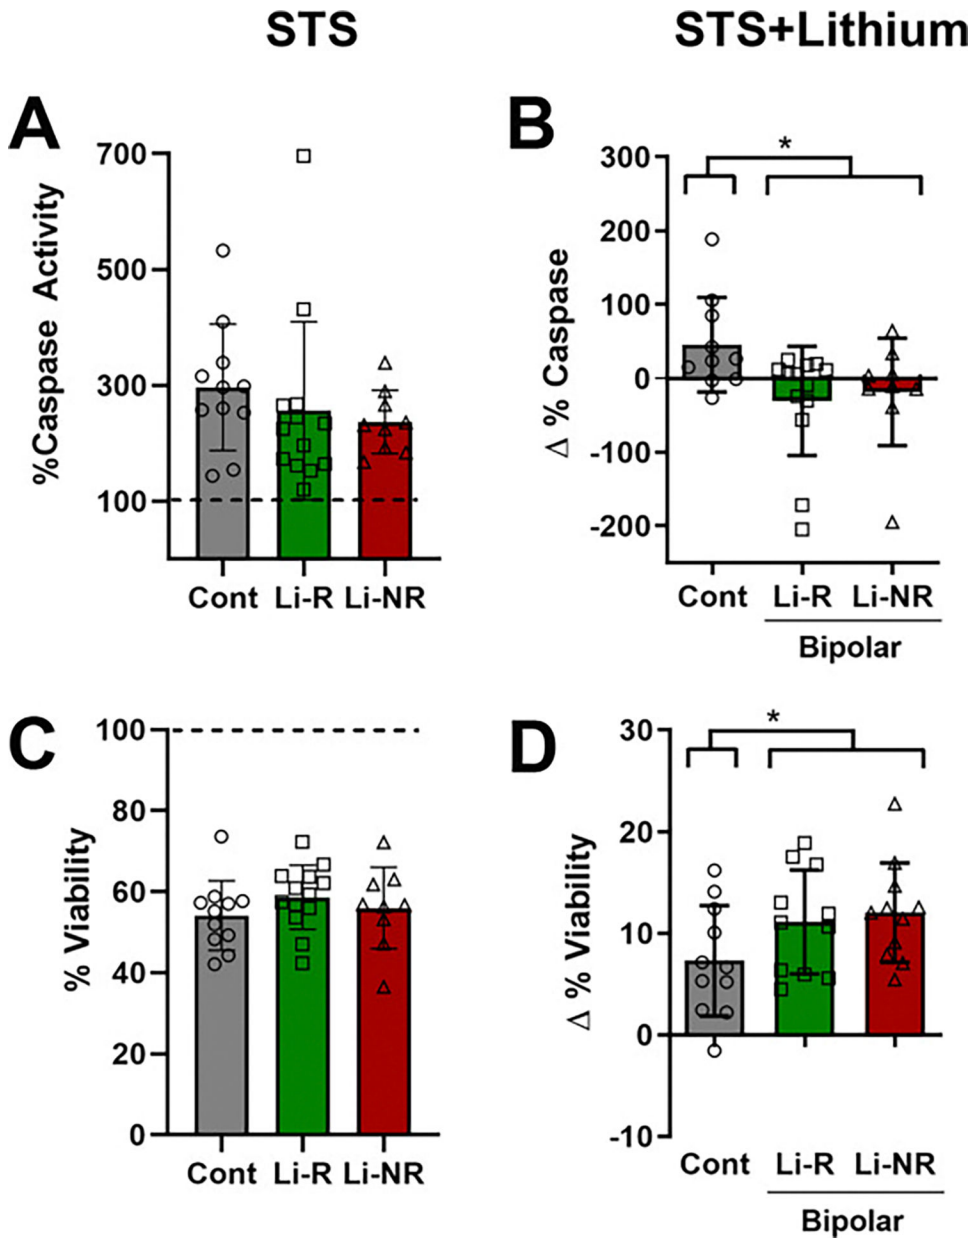 STS
STS+Lithium
A
%Caspase Activity
700
500
300
100
Cont Li-R Li-NR
B
Δ % Caspase
300
200
100
0
-100
-200
*
Cont Li-R Li-NR
Bipolar
C
% Viability
100
80
60
40
20
0
Cont Li-R Li-NR
D
Δ % Viability
30
20
10
0
-10
*
Cont Li-R Li-NR
Bipolar